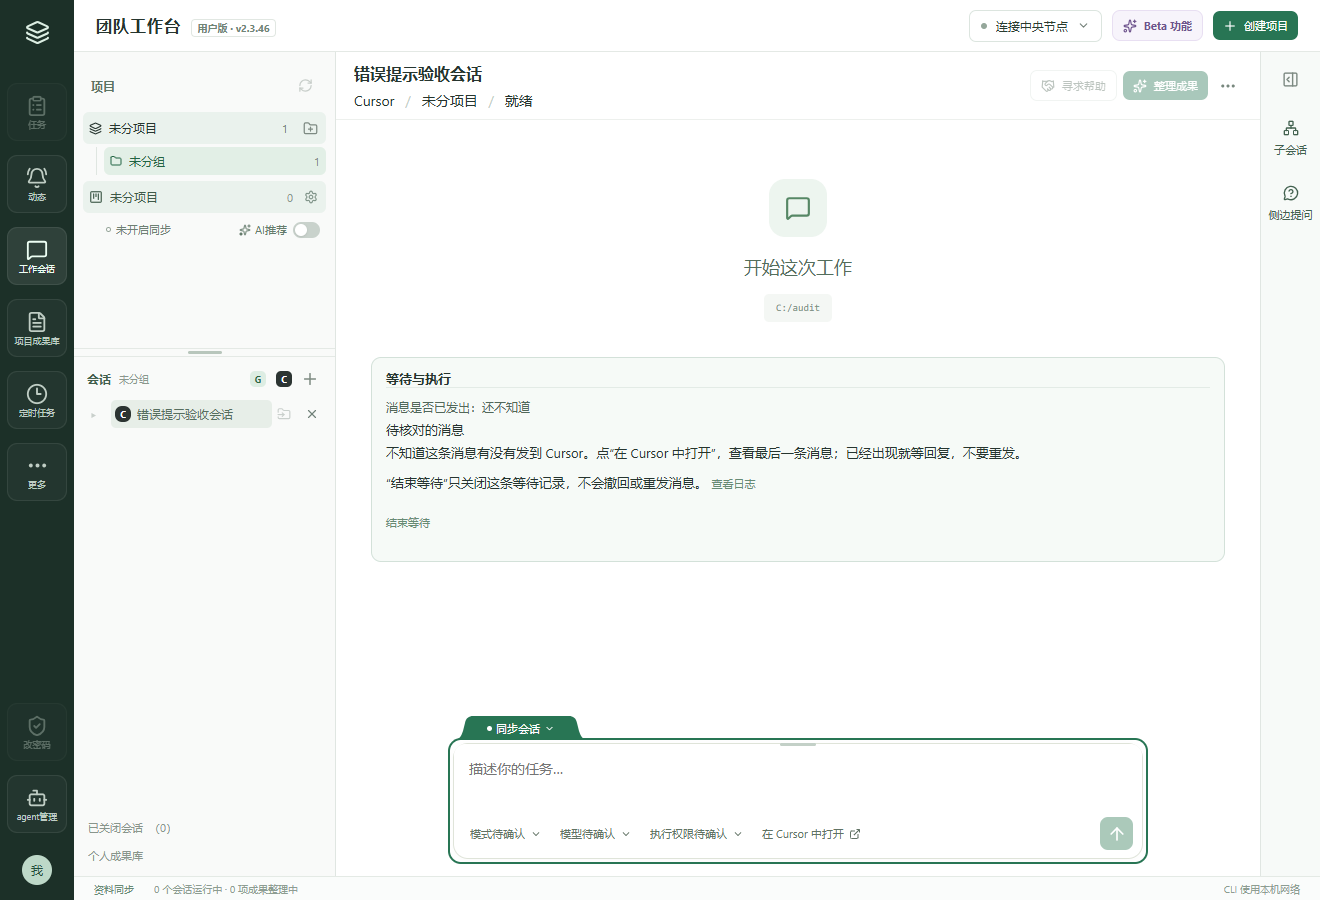 团队工作台 用户版 · v2.3.46 连接中央节点 Beta 功能 创建项目
任务
动态
工作会话
项目成果库
定时任务
更多
改密码
agent管理
我
项目
未分项目 1
未分组 1
未分项目 0
未开启同步 AI推荐
会话 未分组 G C
C 错误提示验收会话
已关闭会话 (0)
个人成果库
错误提示验收会话
Cursor / 未分项目 / 就绪
寻求帮助 整理成果
开始这次工作
C:/audit
等待与执行
消息是否已发出：还不知道
待核对的消息
不知道这条消息有没有发到 Cursor。点“在 Cursor 中打开”，查看最后一条消息；已经出现就等回复，不要重发。
“结束等待”只关闭这条等待记录，不会撤回或重发消息。 查看日志
结束等待
同步会话
描述你的任务...
模式待确认 模型待确认 执行权限待确认 在 Cursor 中打开
子会话
侧边提问
资料同步 0 个会话运行中 · 0 项成果整理中 CLI 使用本机网络